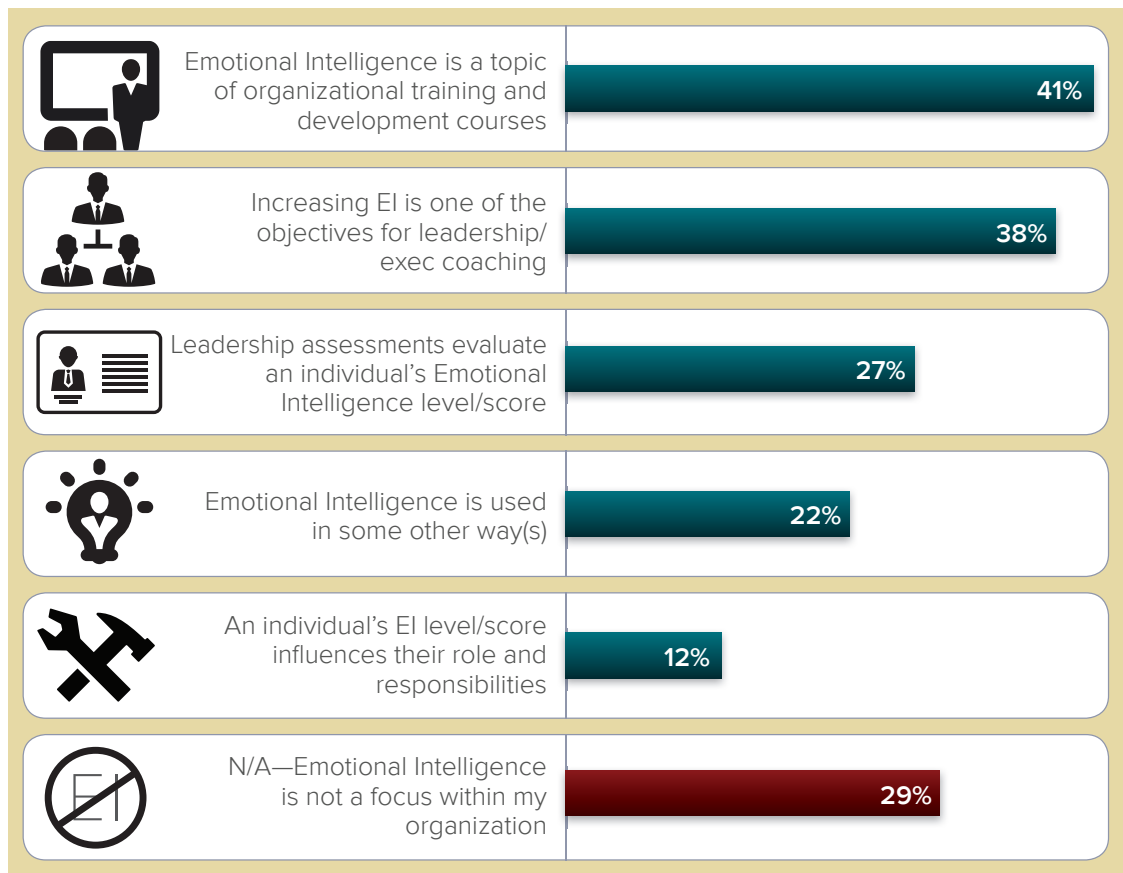 Emotional Intelligence is a topic
of organizational training and
development courses
41%
Increasing EI is one of the
objectives for leadership/
exec coaching
38%
Leadership assessments evaluate
an individual’s Emotional
Intelligence level/score
27%
Emotional Intelligence is used
in some other way(s)
22%
An individual’s EI level/score
influences their role and
responsibilities
12%
EI
N/A—Emotional Intelligence
is not a focus within my
organization
29%